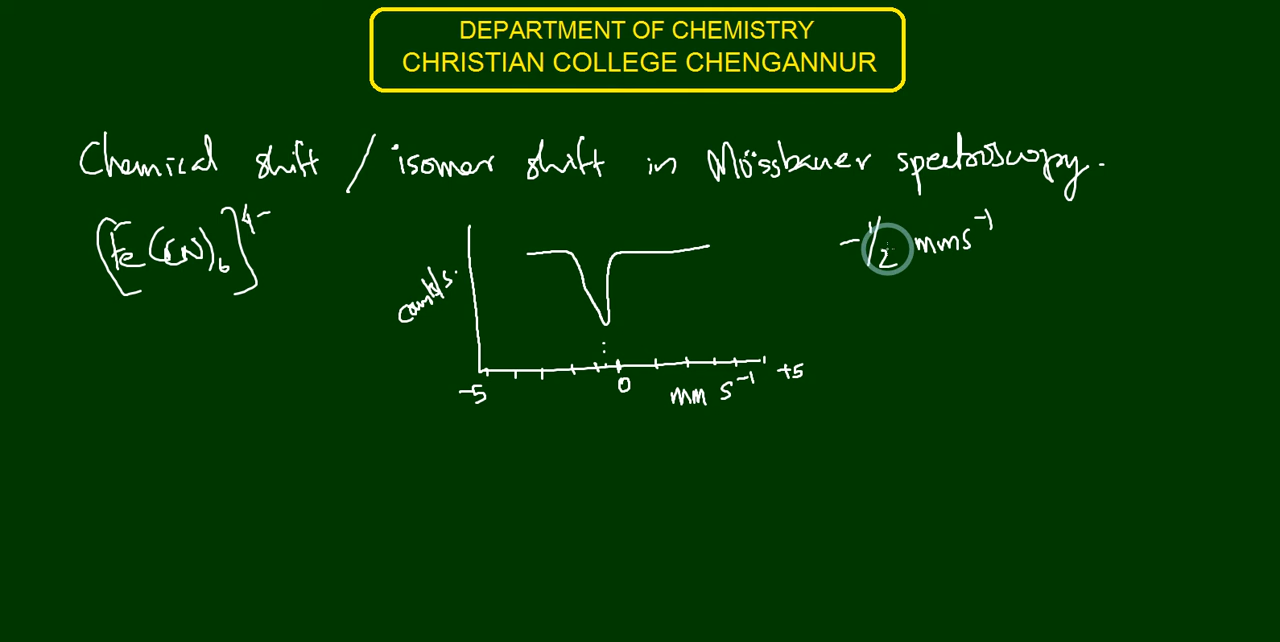 DEPARTMENT OF CHEMISTRY
CHRISTIAN COLLEGE CHENGANNUR
Chemical shift / isomer shift in Mössbauer spectroscopy.
[Fe(CN)6]4-
-1/2 mms-1
counts/s.
-5 0 mm s-1 +5